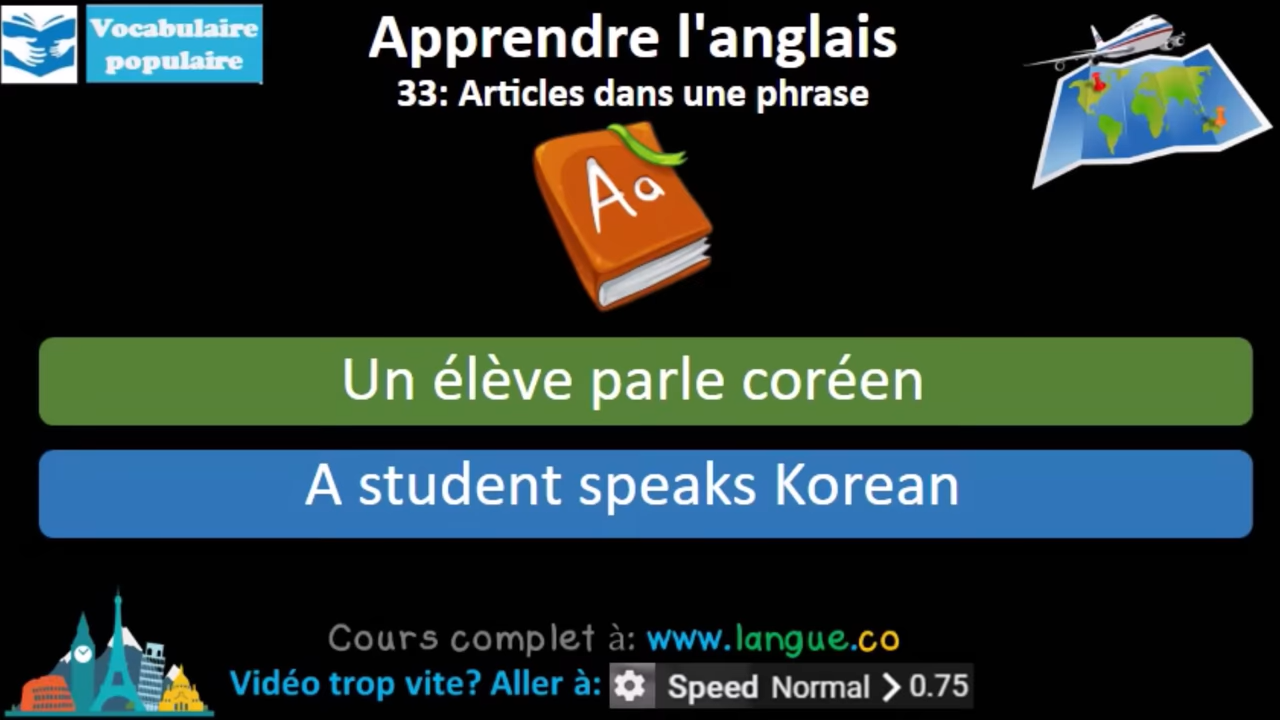 Vocabulaire
populaire
Apprendre l'anglais
33: Articles dans une phrase
Aa
Un élève parle coréen
A student speaks Korean
Cours complet à: www.langue.co
Vidéo trop vite? Aller à: Speed Normal > 0.75